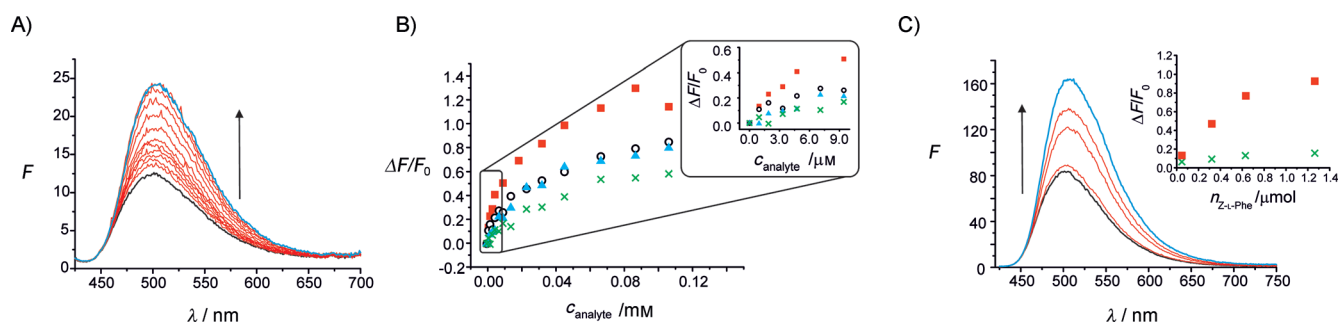 A)
F
25
20
15
10
5
0
450 500 550 600 650 700
λ / nm
B)
ΔF/F0
1.4
1.2
1.0
0.8
0.6
0.4
0.2
0.0
-0.2
0.00 0.04 0.08 0.12
canalyte /mM
ΔF/F0
0.6
0.4
0.2
0.0
0.0 3.0 6.0 9.0
canalyte /μM
C)
F
160
120
80
40
0
450 500 550 600 650 700 750
λ / nm
ΔF/F0
1.2
1.0
0.8
0.6
0.4
0.2
0
0.0 0.2 0.4 0.6 0.8 1.0 1.2 1.4
nZ-L-Phe /μmol